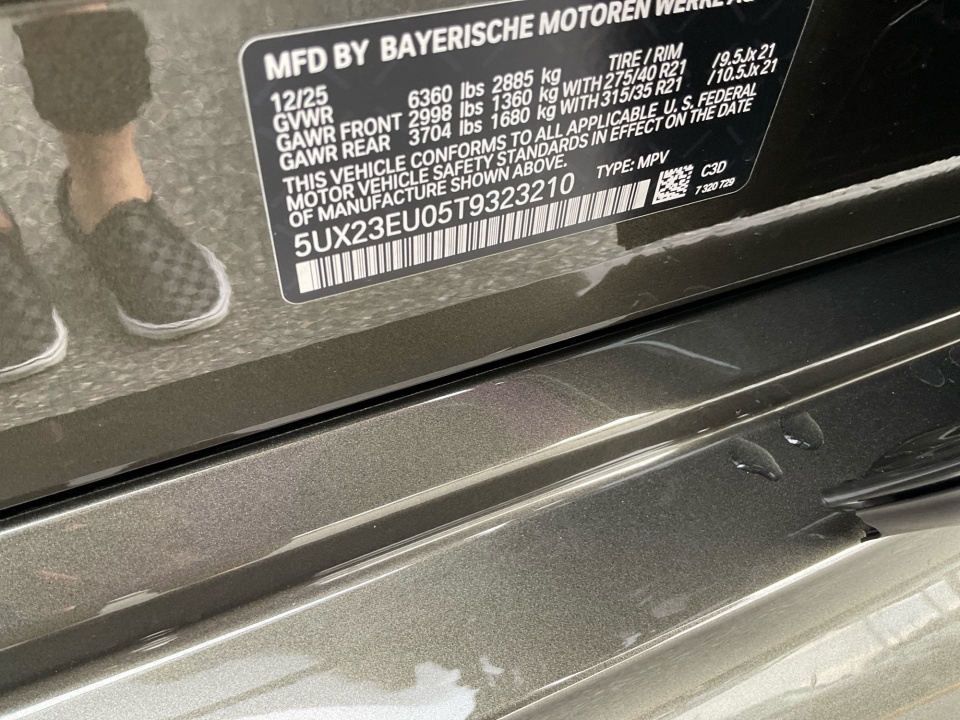 MFD BY BAYERISCHE MOTOREN WERKE AG
12/25
TIRE / RIM
GVWR 6360 lbs 2885 kg
GAWR FRONT 2998 lbs 1360 kg WITH 275/40 R21 /9.5Jx21
GAWR REAR 3704 lbs 1680 kg WITH 315/35 R21 /10.5Jx21
THIS VEHICLE CONFORMS TO ALL APPLICABLE U.S. FEDERAL
MOTOR VEHICLE SAFETY STANDARDS IN EFFECT ON THE DATE
OF MANUFACTURE SHOWN ABOVE.
TYPE: MPV
C3D
5UX23EU05T9323210
7 320 729